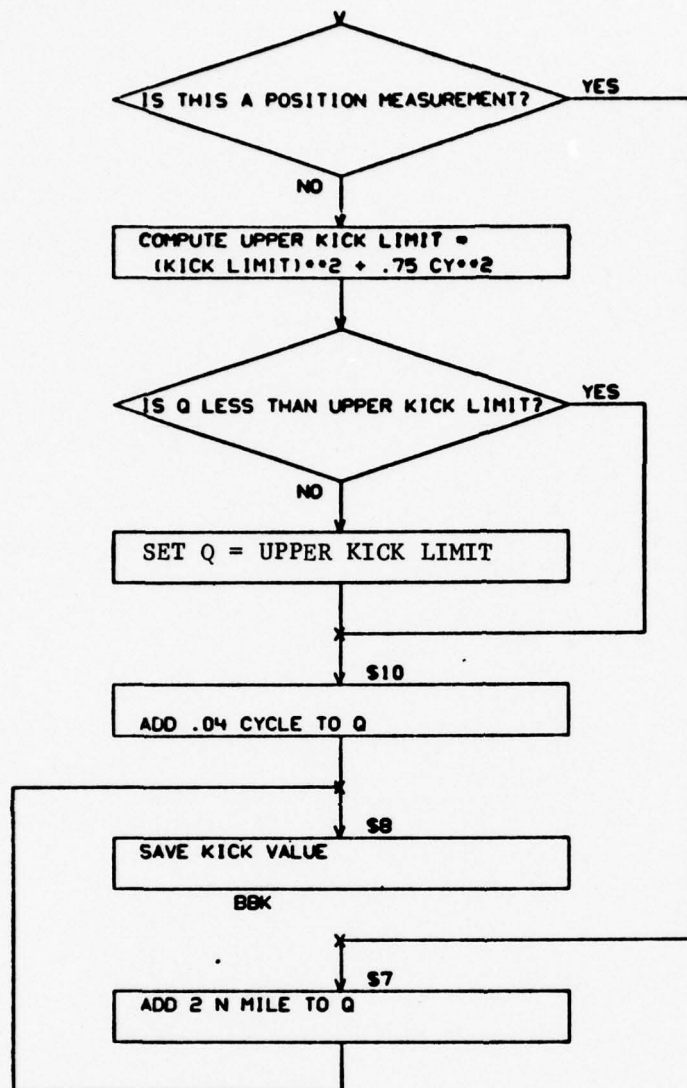 IS THIS A POSITION MEASUREMENT?
YES
NO
COMPUTE UPPER KICK LIMIT =
(KICK LIMIT)**2 + .75 CY**2
IS Q LESS THAN UPPER KICK LIMIT?
YES
NO
SET Q = UPPER KICK LIMIT
$10
ADD .04 CYCLE TO Q
$8
SAVE KICK VALUE
BBK
$7
ADD 2 N MILE TO Q